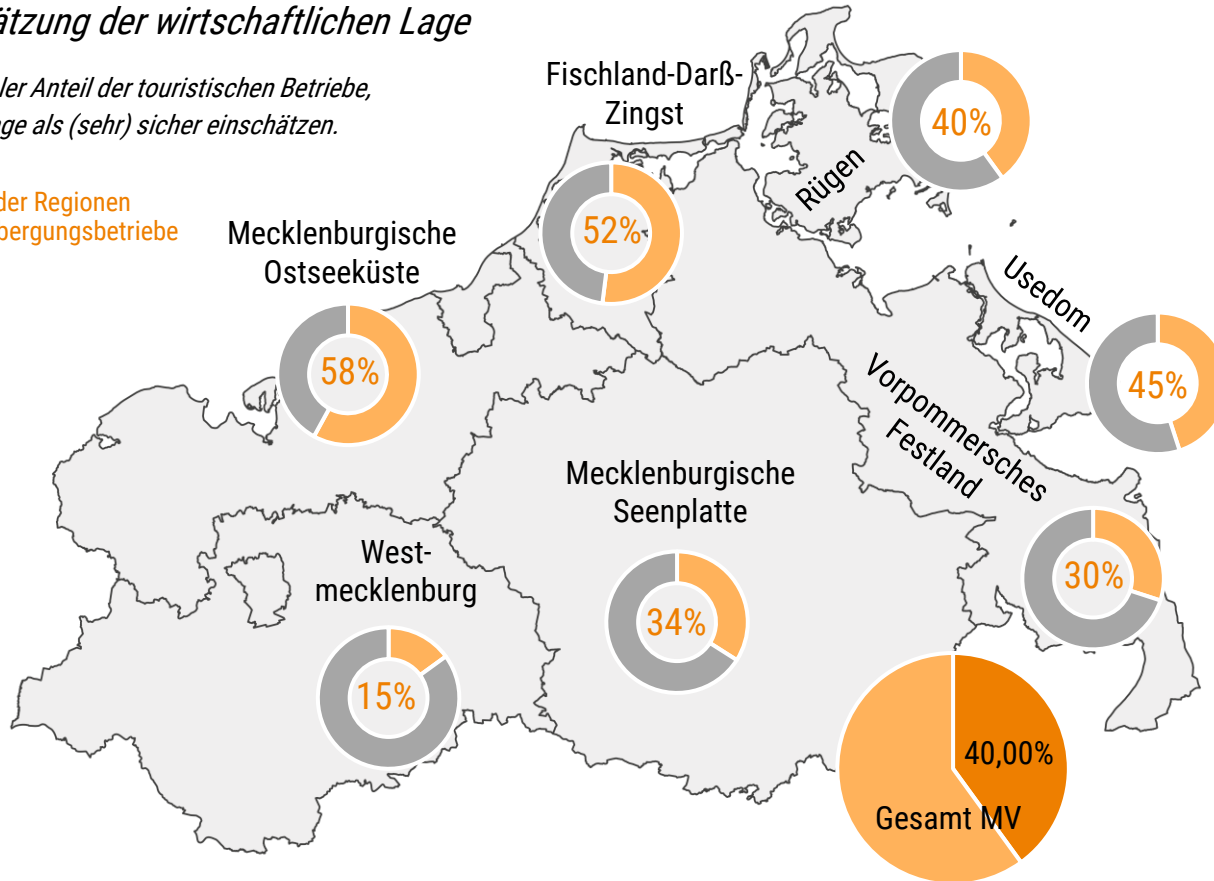 ätzung der wirtschaftlichen Lage
ler Anteil der touristischen Betriebe,
ge als (sehr) sicher einschätzen.
der Regionen
bergungsbetriebe
Fischland-Darß-
Zingst
52%
Rügen
40%
Mecklenburgische
Ostseeküste
58%
Usedom
45%
Vorpommersches
Festland
30%
Mecklenburgische
Seenplatte
34%
West-
mecklenburg
15%
40,00%
Gesamt MV